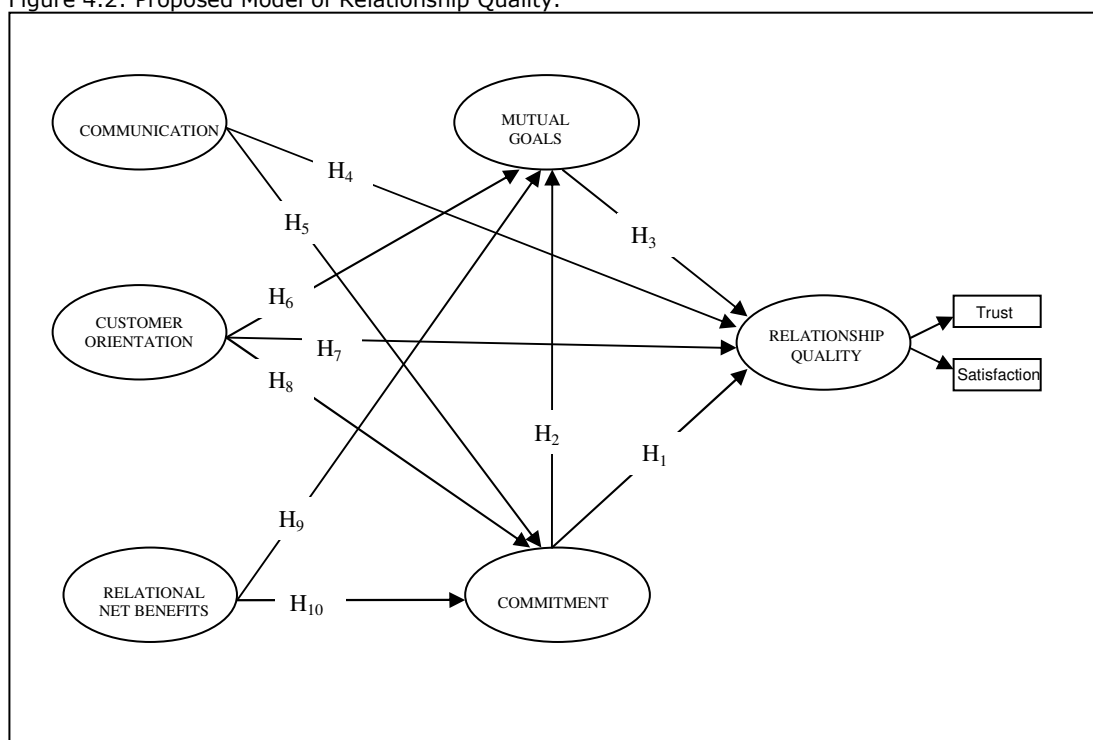 Figure 4.2: Proposed Model of Relationship Quality.
COMMUNICATION
MUTUAL
GOALS
H4
H5
H3
H6
CUSTOMER
ORIENTATION
H7
H8
RELATIONSHIP
QUALITY
Trust
Satisfaction
H2
H1
H9
RELATIONAL
NET BENEFITS
H10
COMMITMENT